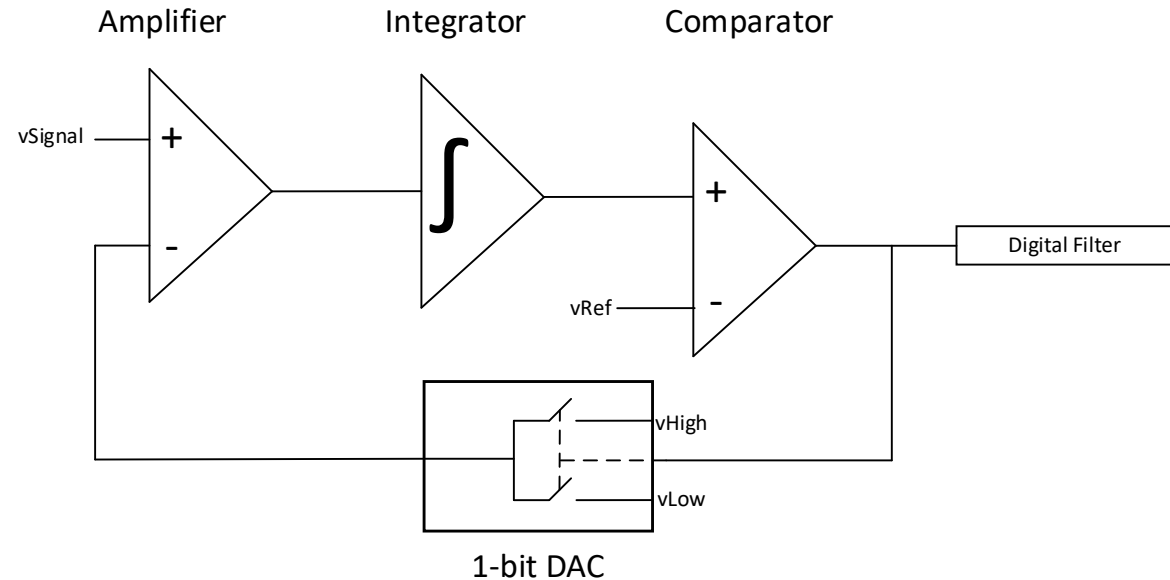 Amplifier
Integrator
Comparator
vSignal
+
-
∫
+
-
vRef
Digital Filter
vHigh
vLow
1-bit DAC